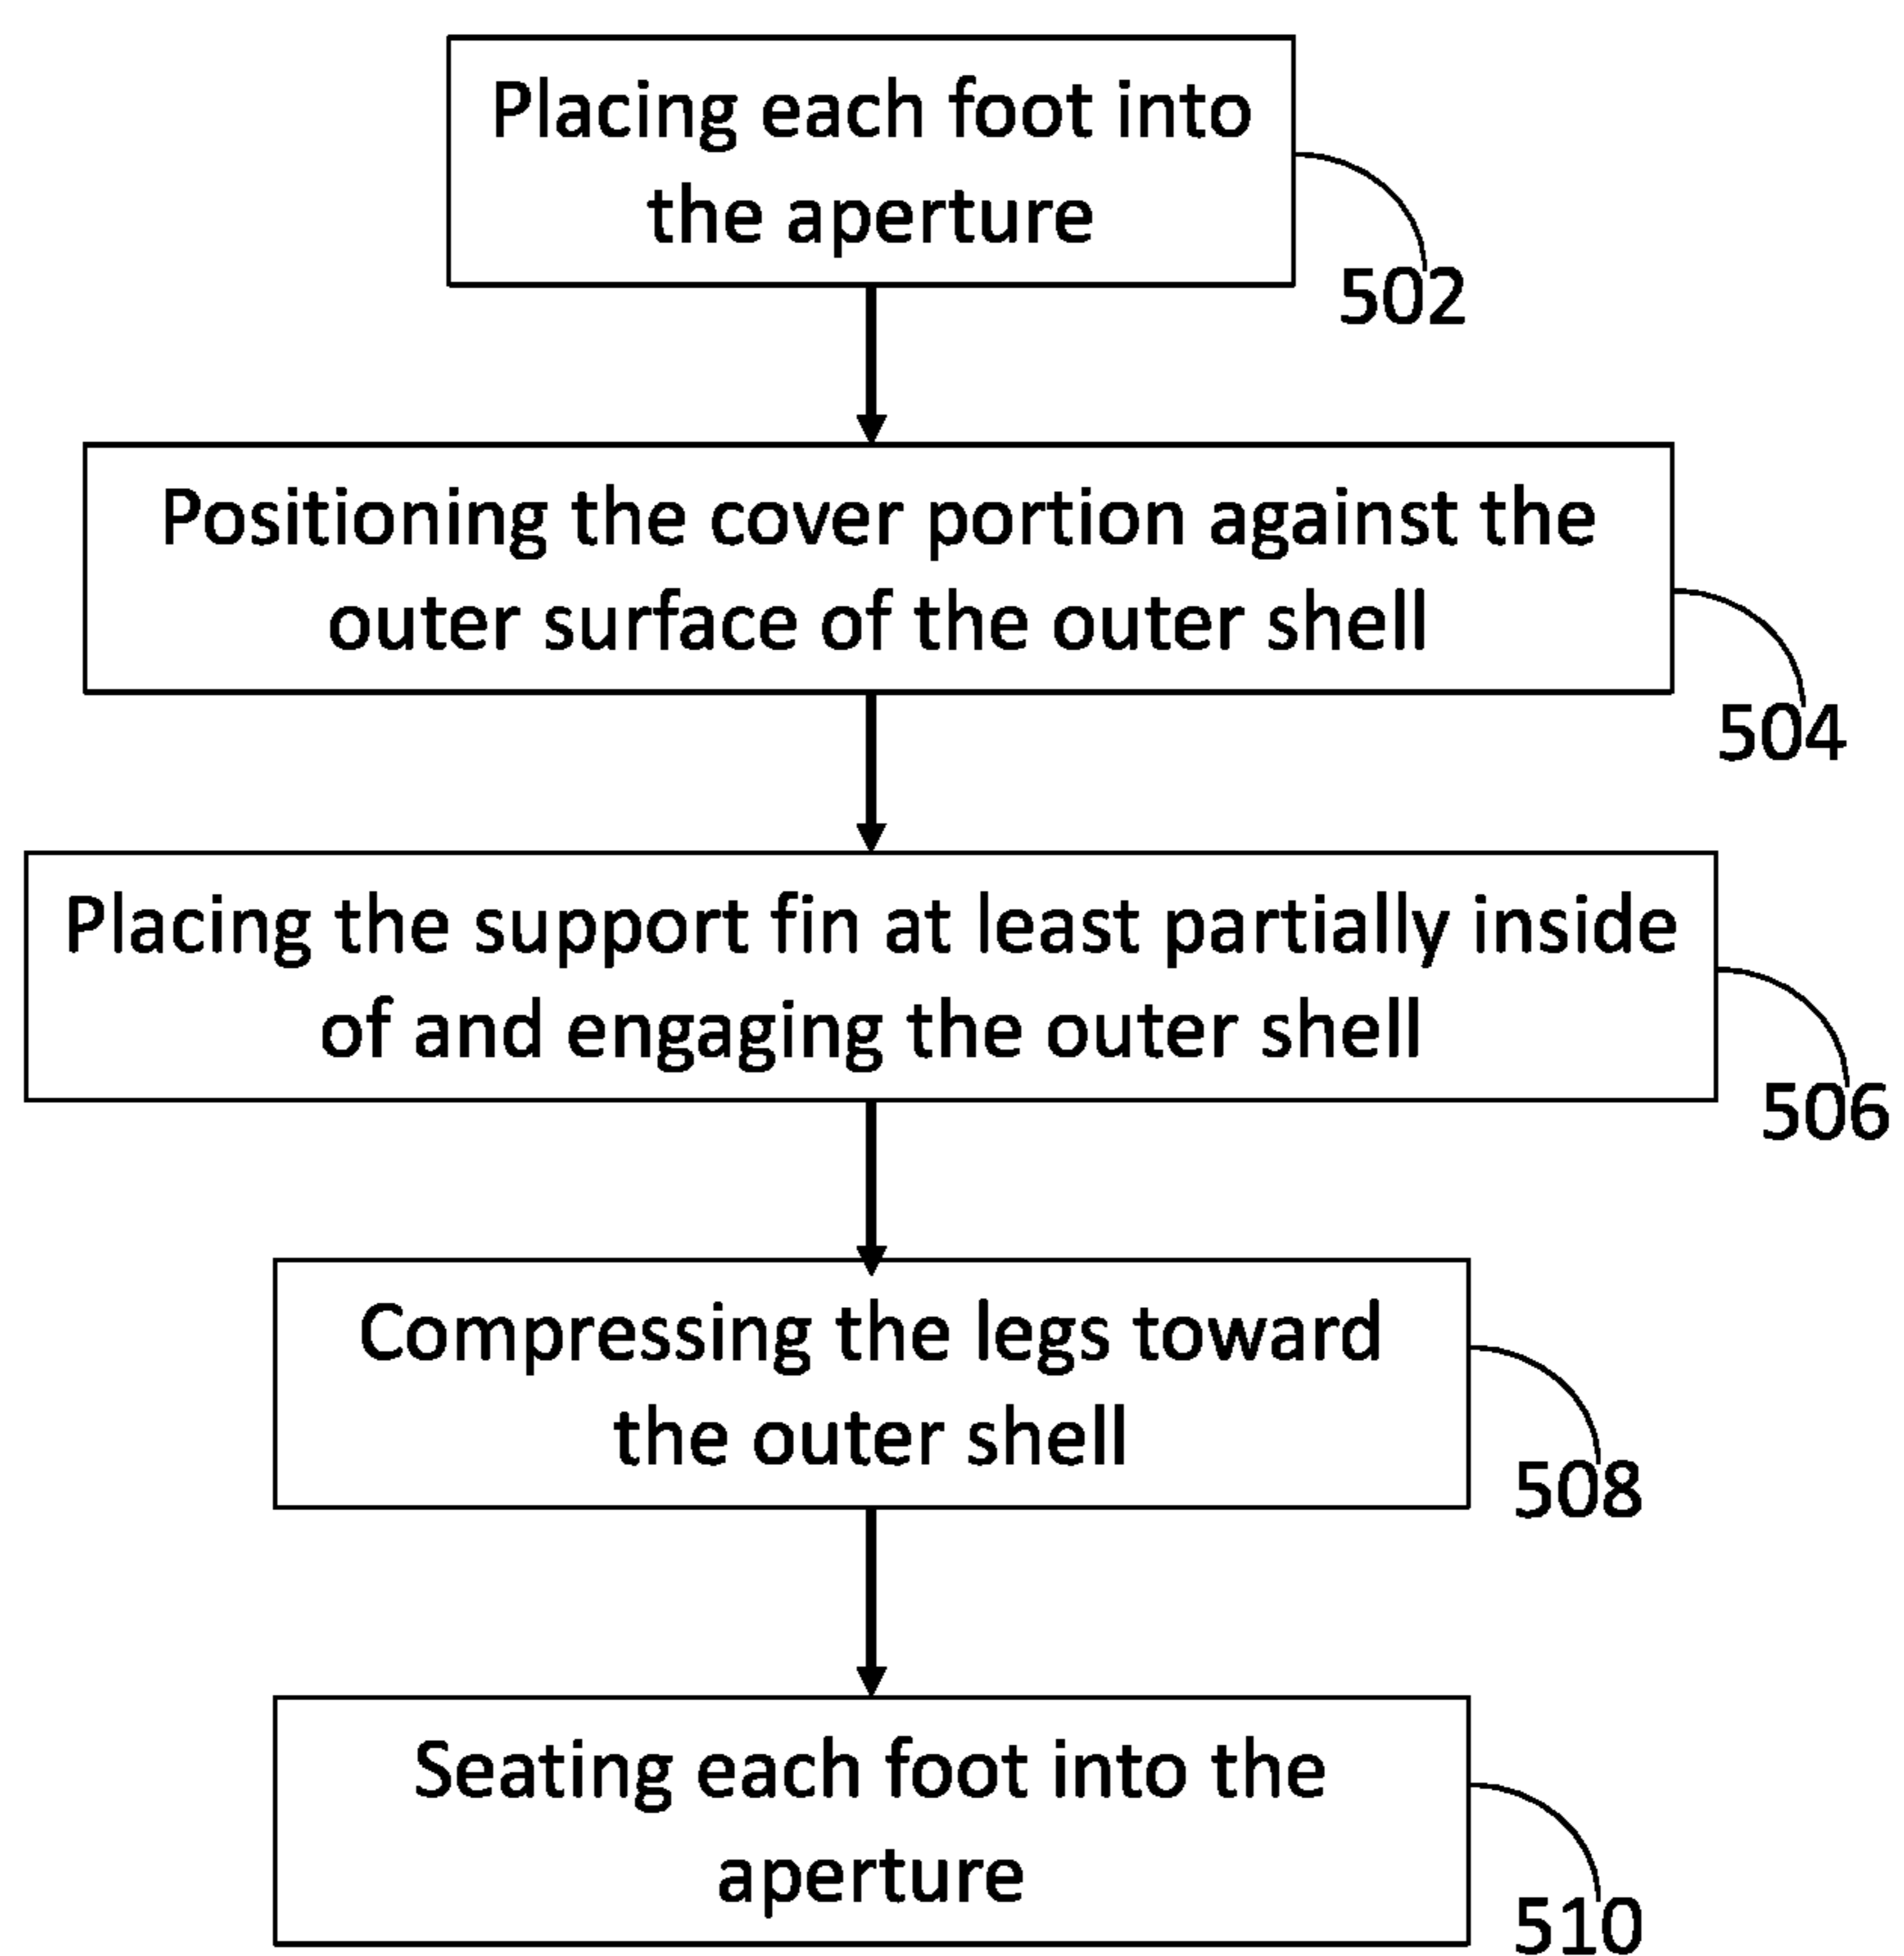 Placing each foot into
the aperture
502
Positioning the cover portion against the
outer surface of the outer shell
504
Placing the support fin at least partially inside
of and engaging the outer shell
506
Compressing the legs toward
the outer shell
508
Seating each foot into the
aperture
510